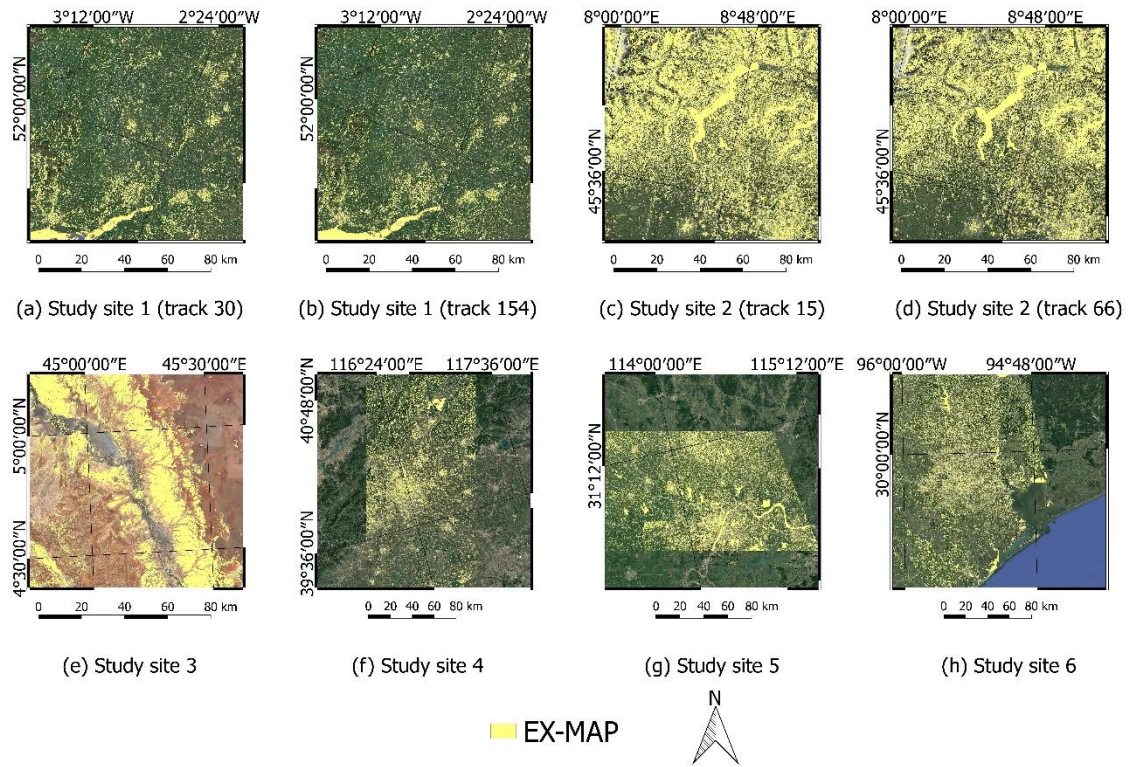 3°12′00″W 2°24′00″W 3°12′00″W 2°24′00″W 8°00′00″E 8°48′00″E 8°00′00″E 8°48′00″E
52°00′00″N 52°00′00″N 45°36′00″N 45°36′00″N
0 20 40 60 80 km 0 20 40 60 80 km 0 20 40 60 80 km 0 20 40 60 80 km
(a) Study site 1 (track 30) (b) Study site 1 (track 154) (c) Study site 2 (track 15) (d) Study site 2 (track 66)
45°00′00″E 45°30′00″E 116°24′00″E 117°36′00″E 114°00′00″E 115°12′00″E 96°00′00″W 94°48′00″W
5°00′00″N 40°48′00″N 31°12′00″N 30°00′00″N
4°30′00″N 39°36′00″N
0 20 40 60 80 km 0 20 40 60 80 km 0 20 40 60 80 km 0 20 40 60 80 km
(e) Study site 3 (f) Study site 4 (g) Study site 5 (h) Study site 6
EX-MAP N